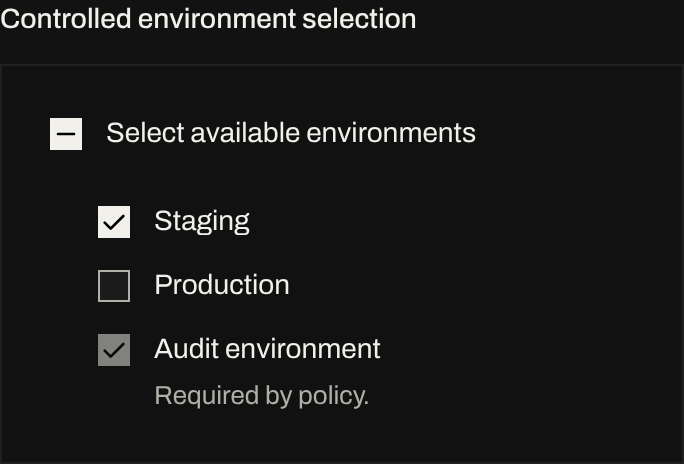 Controlled environment selection
Select available environments
Staging
Production
Audit environment
Required by policy.